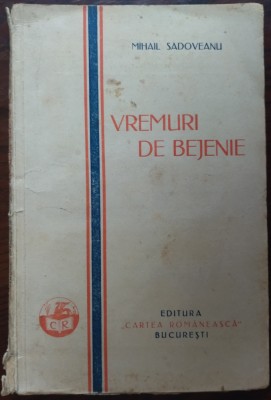 MIHAIL SADOVEANU
VREMURI
DE BEJENIE
C R
EDITURA
"CARTEA ROMÂNEASCĂ"
BUCUREȘTI